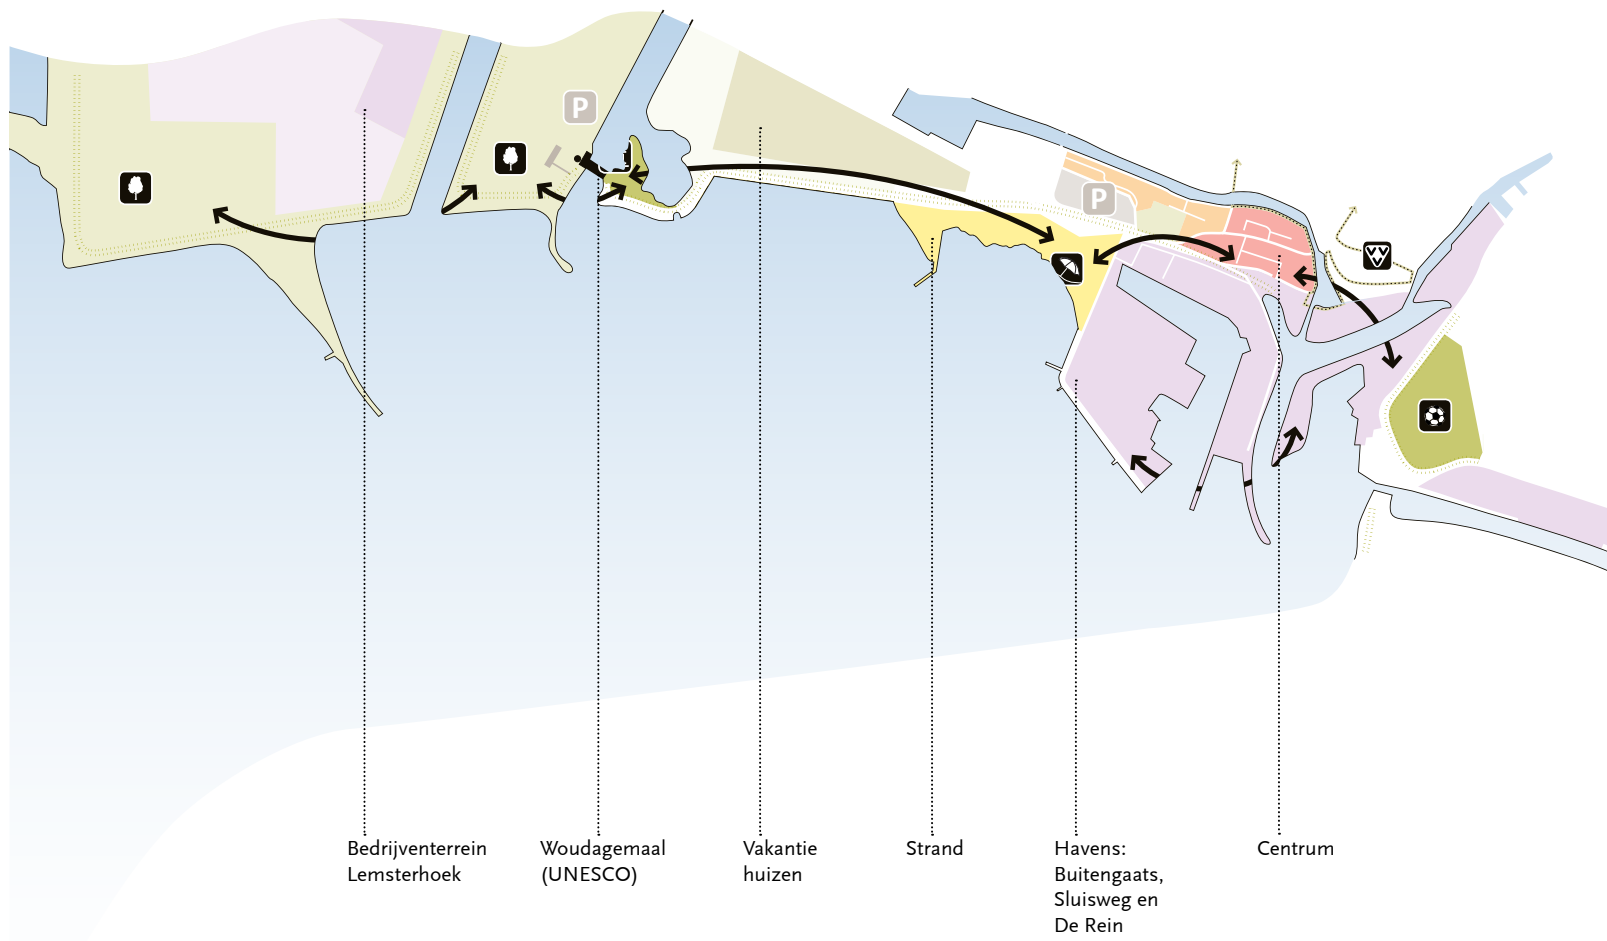 P
P
Bedrijventerrein
Lemsterhoek
Woudagemaal
(UNESCO)
Vakantie
huizen
Strand
Havens:
Buitengaats,
Sluisweg en
De Rein
Centrum